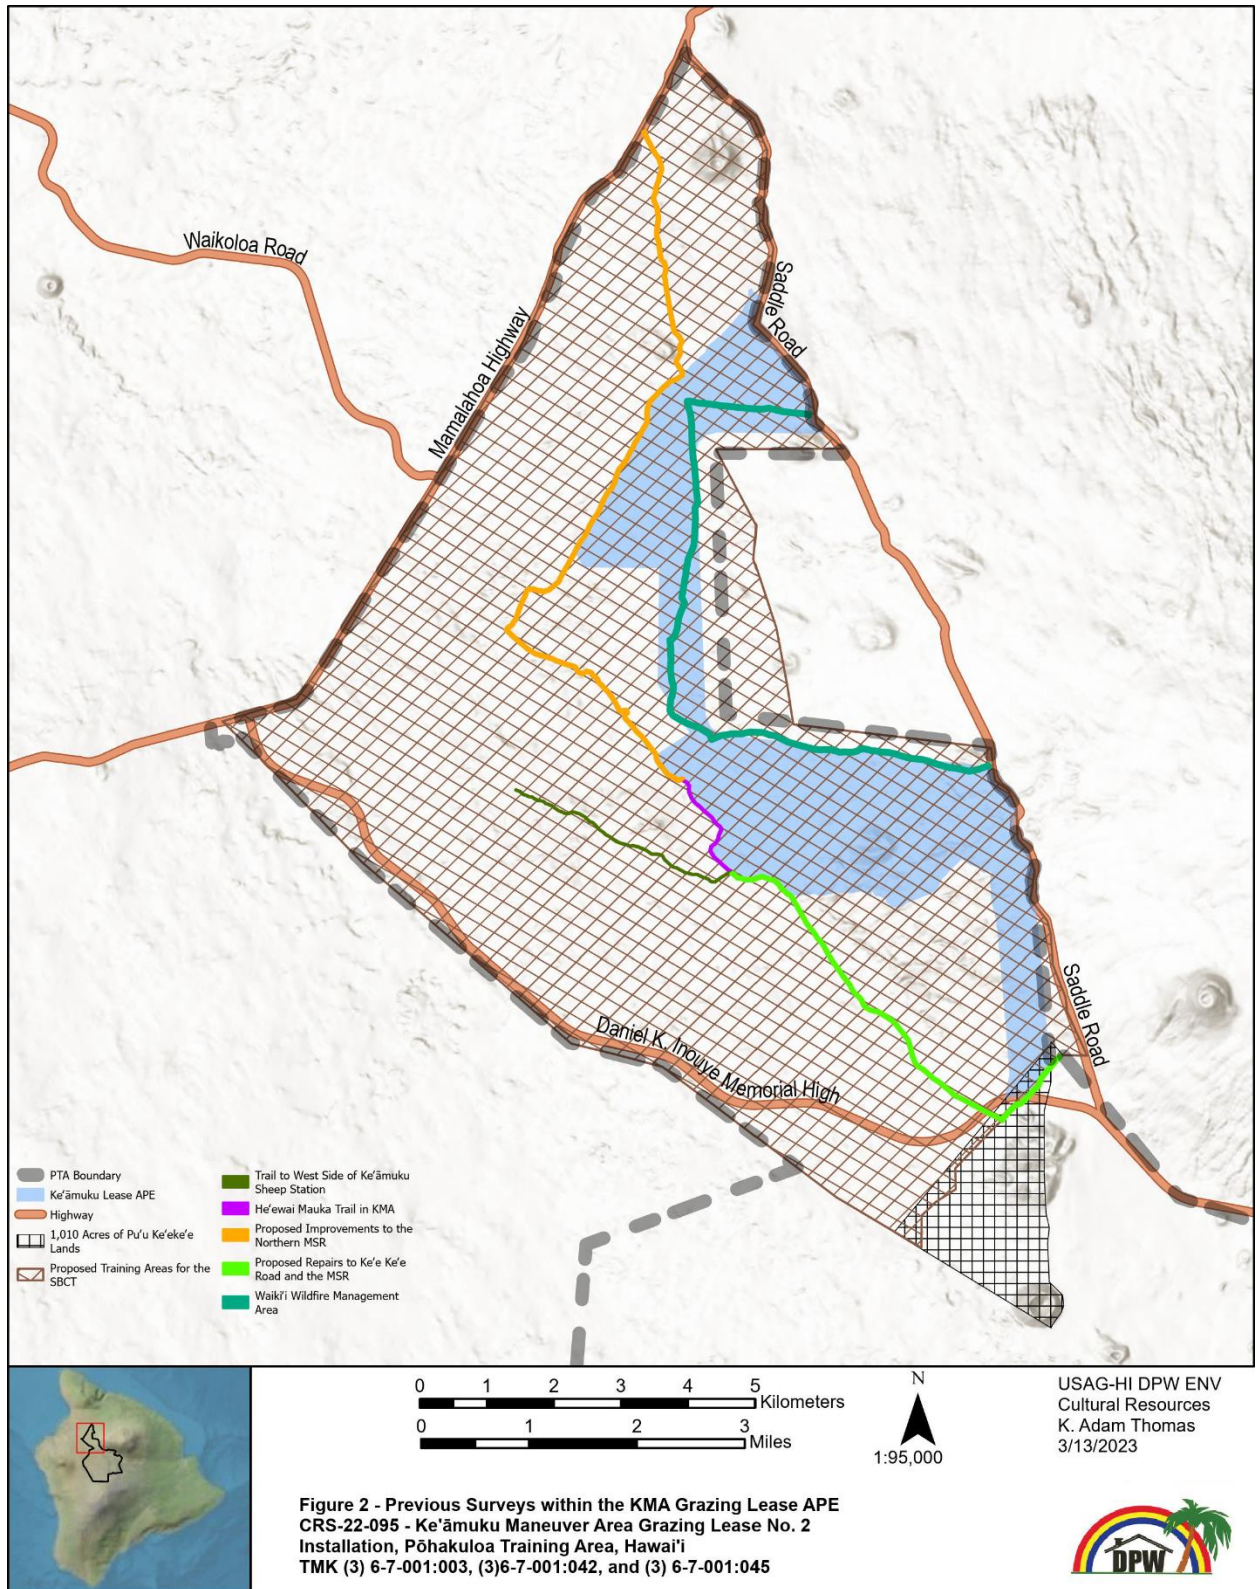 Waikoloa Road
Mamalahoa Highway
Saddle Road
Saddle Road
Daniel K. Inouye Memorial High
PTA Boundary
Ke'āmuku Lease APE
Highway
1,010 Acres of Pu'u Ke'eke'e
Lands
Proposed Training Areas for the
SBCT
Trail to West Side of Ke'āmuku
Sheep Station
He'ewai Mauka Trail in KMA
Proposed Improvements to the
Northern MSR
Proposed Repairs to Ke'e Ke'e
Road and the MSR
Waiki'i Wildfire Management
Area
0 1 2 3 4 5
Kilometers
0 1 2 3
Miles
N
1:95,000
USAG-HI DPW ENV
Cultural Resources
K. Adam Thomas
3/13/2023
Figure 2 - Previous Surveys within the KMA Grazing Lease APE
CRS-22-095 - Ke'āmuku Maneuver Area Grazing Lease No. 2
Installation, Pōhakuloa Training Area, Hawai'i
TMK (3) 6-7-001:003, (3)6-7-001:042, and (3) 6-7-001:045
DPW